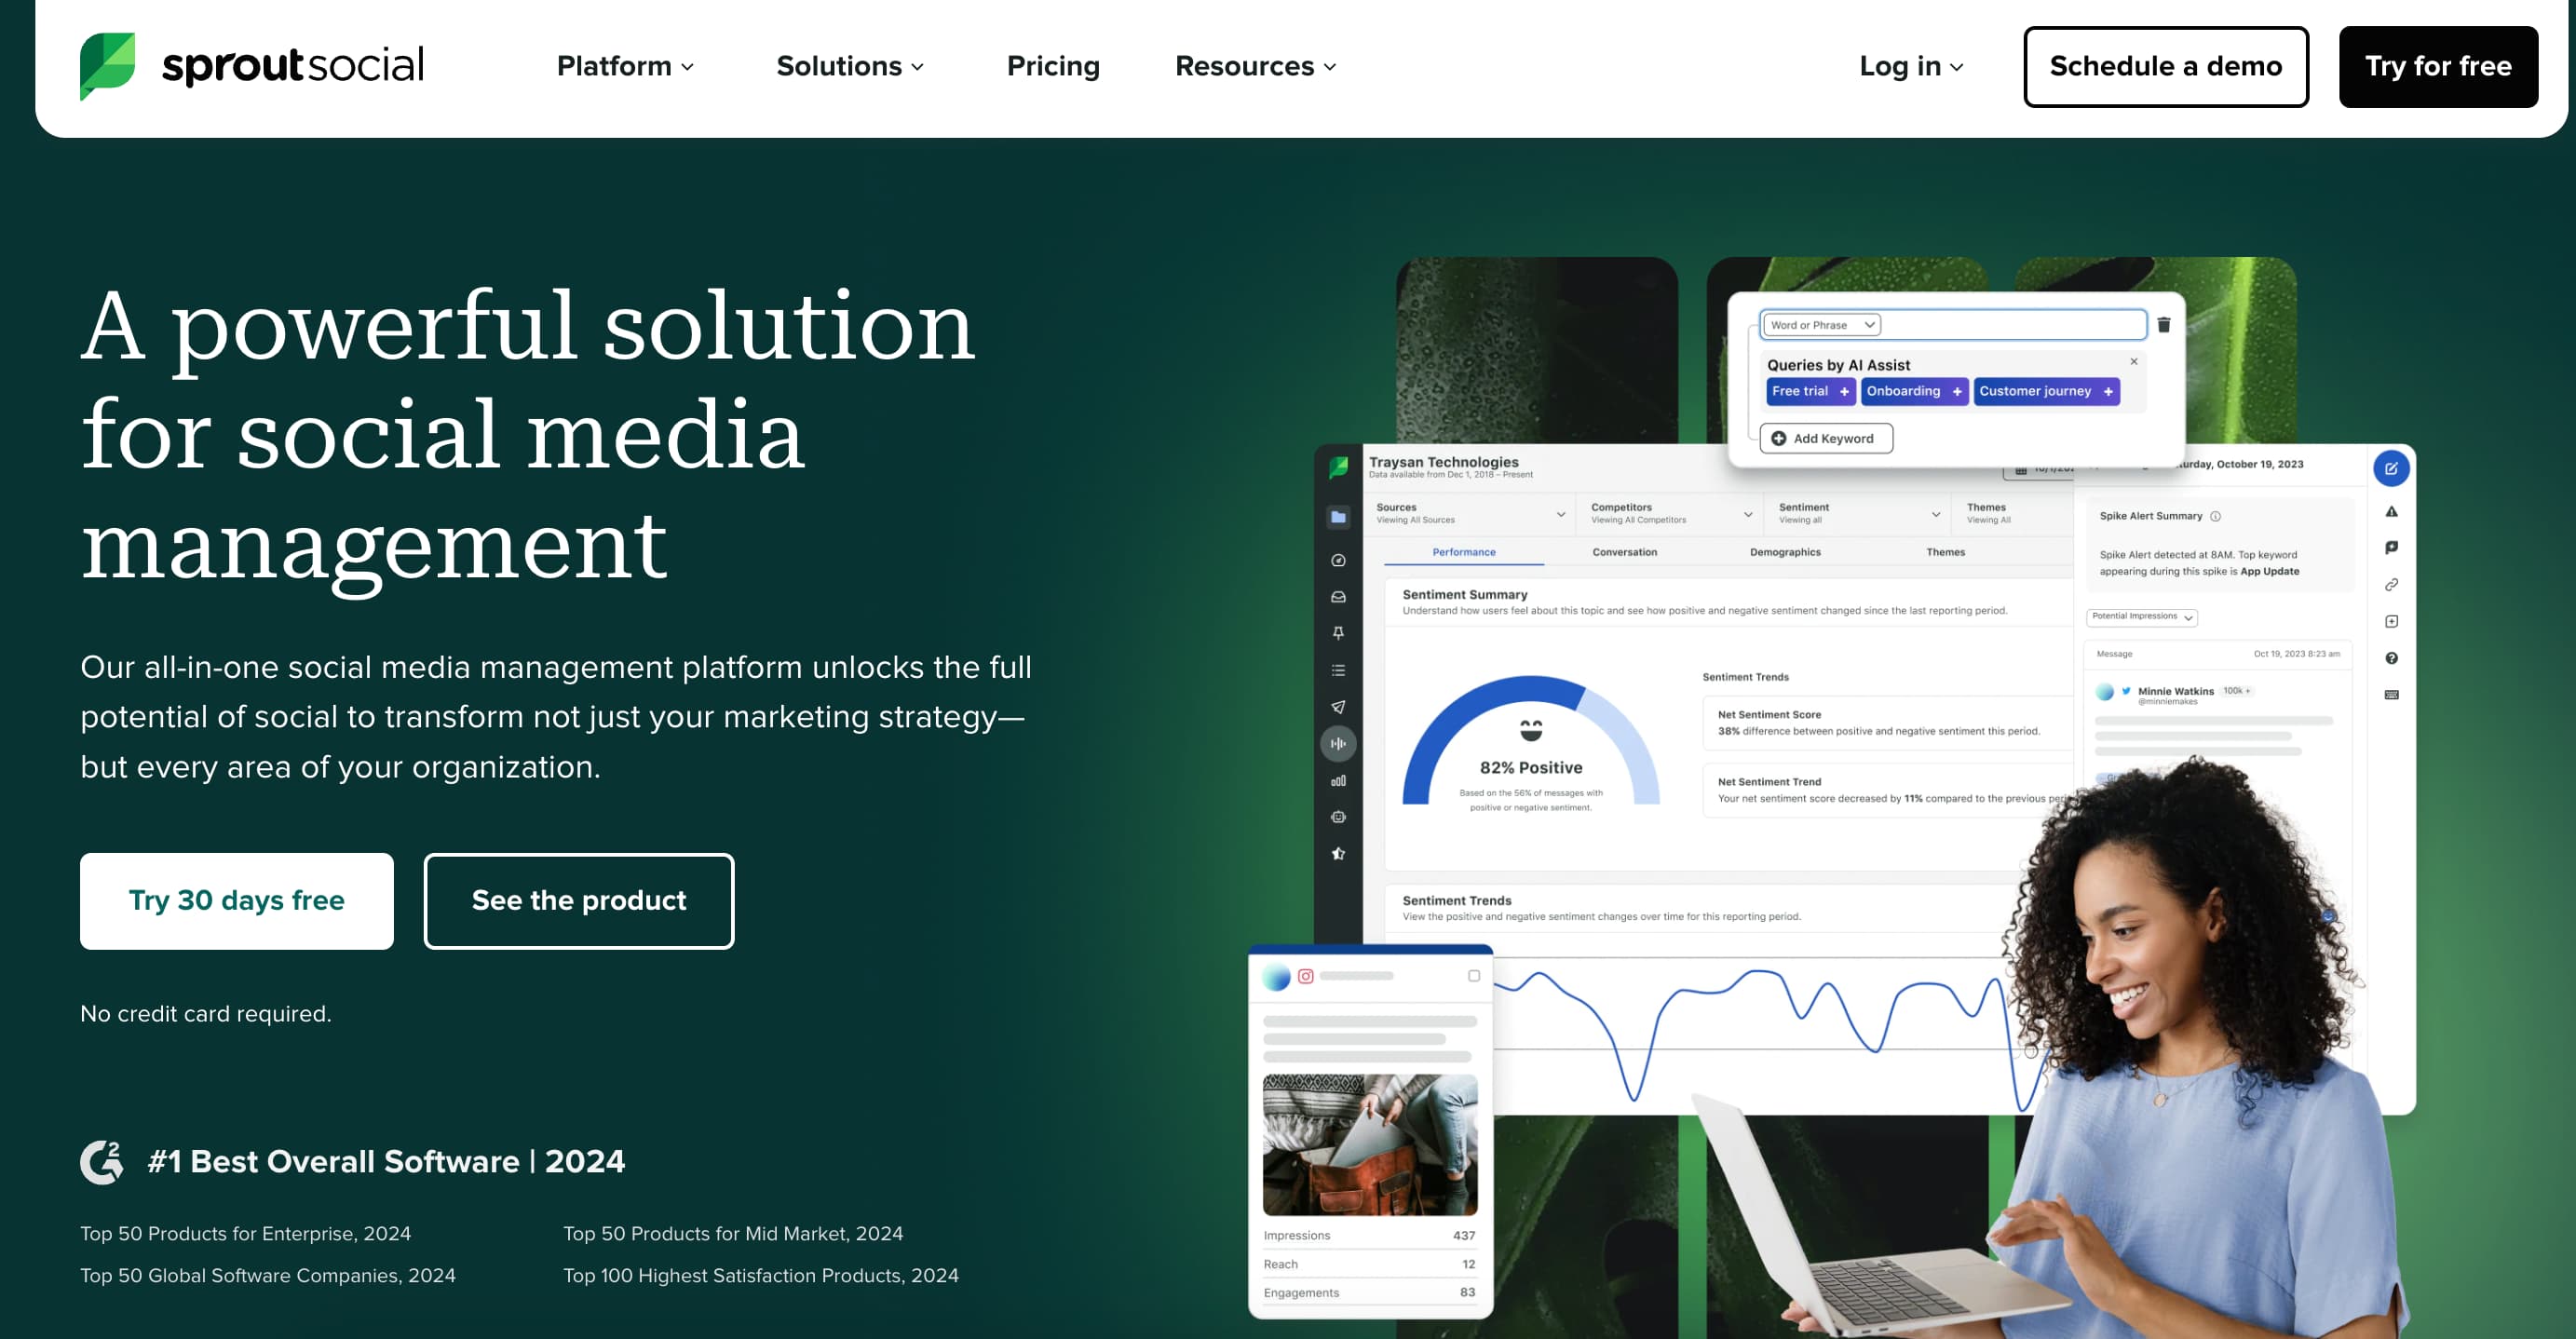 sproutsocial
Platform
Solutions
Pricing
Resources
Log in
Schedule a demo
Try for free
A powerful solution
for social media
management
Our all-in-one social media management platform unlocks the full
potential of social to transform not just your marketing strategy—
but every area of your organization.
Try 30 days free
See the product
No credit card required.
G2
#1 Best Overall Software | 2024
Top 50 Products for Enterprise, 2024
Top 50 Products for Mid Market, 2024
Top 50 Global Software Companies, 2024
Top 100 Highest Satisfaction Products, 2024
Word or Phrase
Queries by AI Assist
Free trial +
Onboarding +
Customer journey +
Add Keyword
Traysan Technologies
Data available from Dec 1, 2018 – Present
October 19, 2023
Sources
Viewing All Sources
Competitors
Viewing All Competitors
Sentiment
Viewing all
Themes
Viewing All
Performance
Conversation
Demographics
Themes
Sentiment Summary
Understand how users feel about this topic and see how positive and negative sentiment changed since the last reporting period.
82% Positive
Based on the 56% of messages with
positive or negative sentiment.
Sentiment Trends
Net Sentiment Score
38% difference between positive and negative sentiment this period.
Net Sentiment Trend
Your net sentiment score decreased by 11% compared to the previous
Sentiment Trends
View the positive and negative sentiment changes over time for this reporting period.
Spike Alert Summary
Spike Alert detected at 8AM. Top keyword
appearing during this spike is App Update
Potential Impressions
Message
Oct 19, 2023 8:23 am
Minnie Watkins
100k +
@minniemakes
Impressions 437
Reach 12
Engagements 83